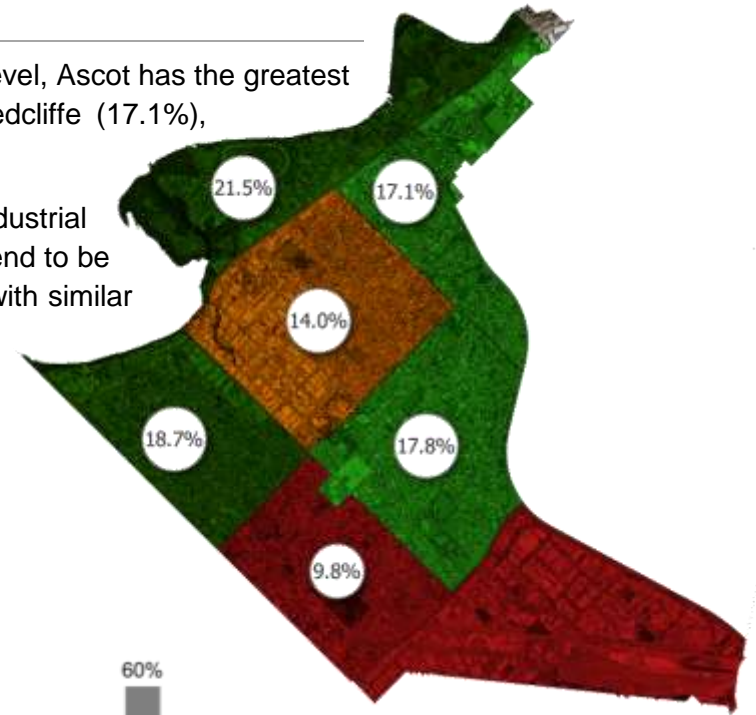 evel, Ascot has the greatest
edcliffe (17.1%),
dustrial
end to be
with similar
21.5%
17.1%
14.0%
18.7%
17.8%
9.8%
60%